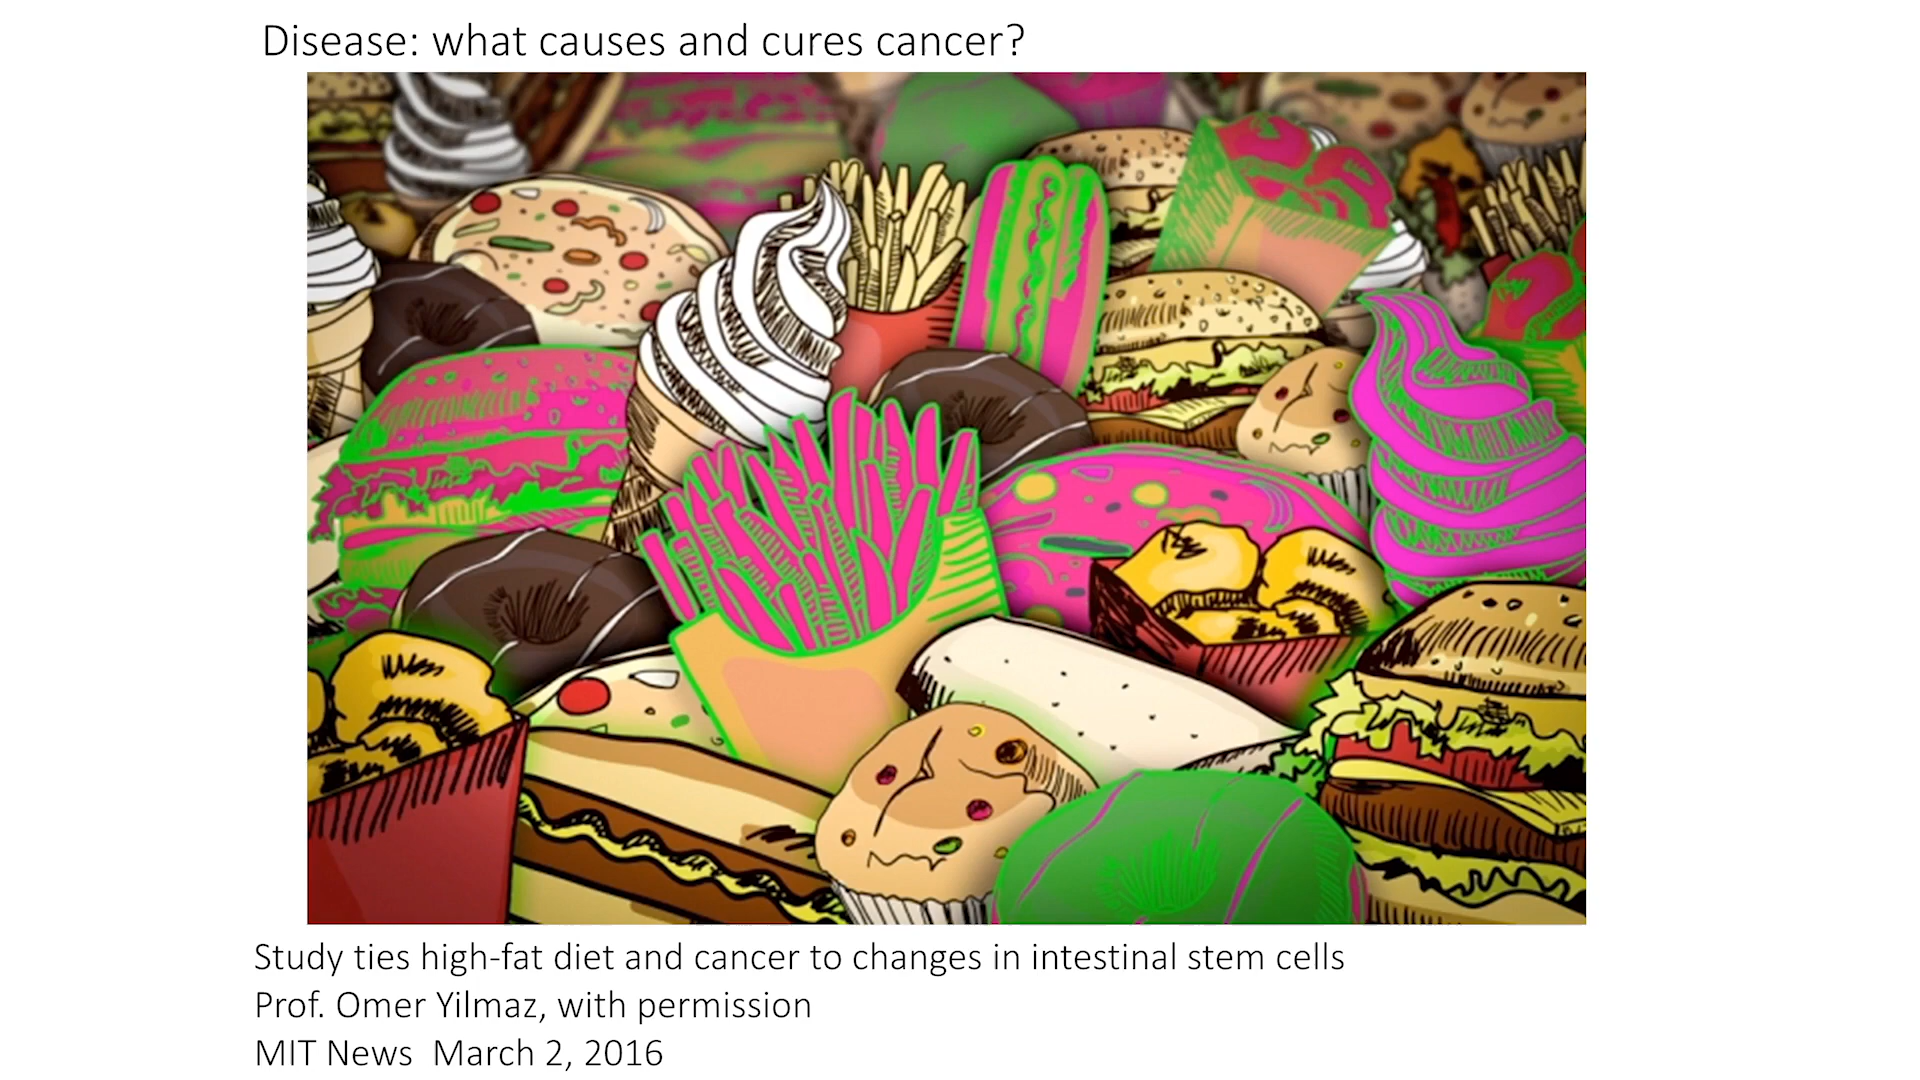 Disease: what causes and cures cancer?
Study ties high-fat diet and cancer to changes in intestinal stem cells
Prof. Omer Yilmaz, with permission
MIT News  March 2, 2016